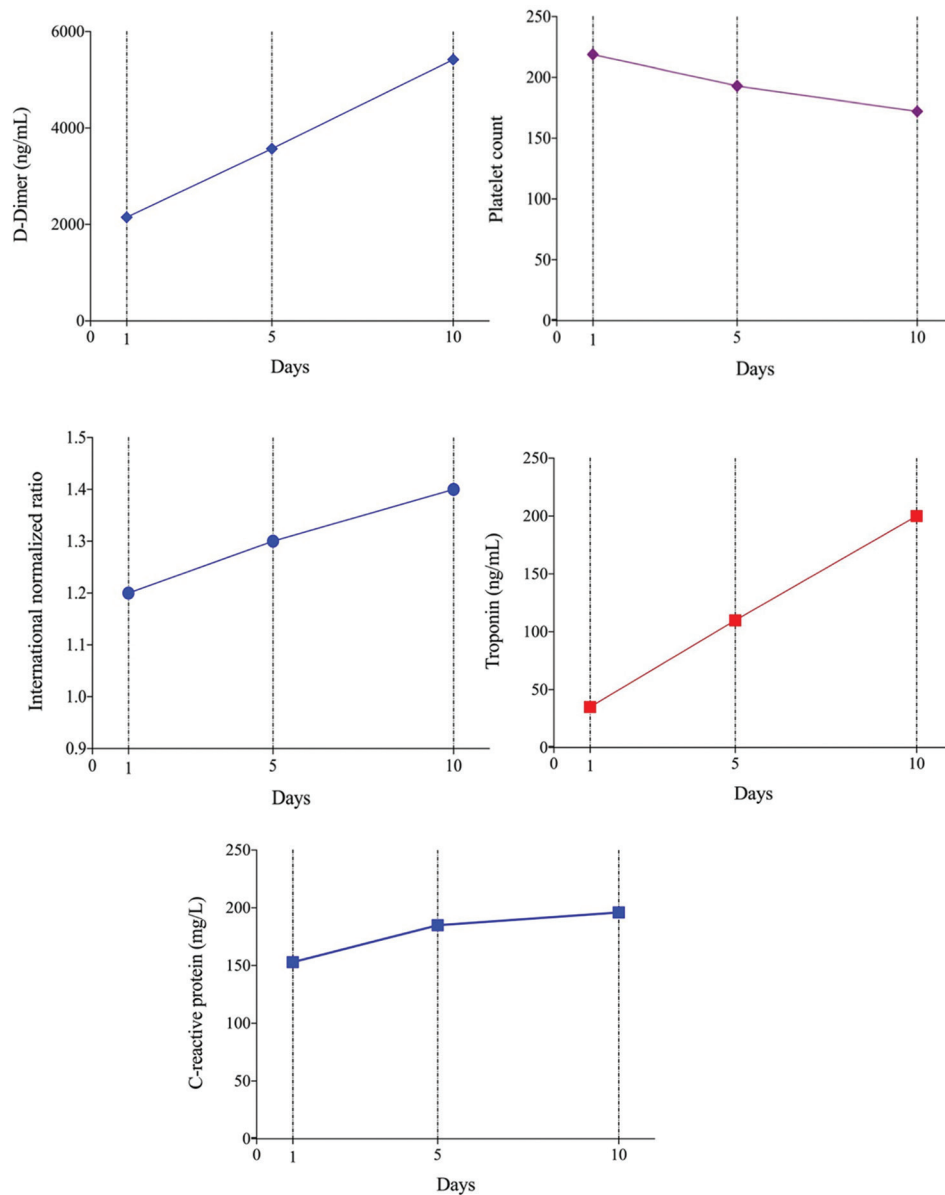 6000
4000
2000
0
D-Dimer (ng/mL)
0 1 5 10
Days
250
200
150
100
50
0
Platelet count
0 1 5 10
Days
1.5
1.4
1.3
1.2
1.1
1.0
0.9
International normalized ratio
0 1 5 10
Days
250
200
150
100
50
0
Troponin (ng/mL)
0 1 5 10
Days
250
200
150
100
50
0
C-reactive protein (mg/L)
0 1 5 10
Days